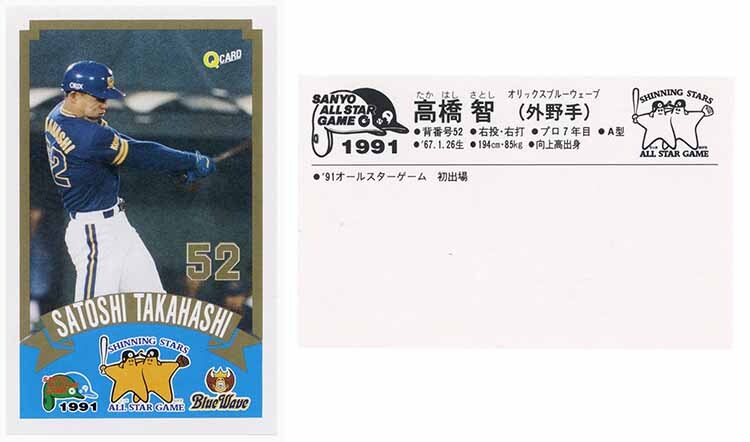 QCARD
ORIX
TAKAHASHI
52
52
SATOSHI TAKAHASHI
SHINNING STARS
ALL STAR GAME
1991
BlueWave
SANYO
ALL STAR
GAME
1991
たか はし さとし オリックスブルーウェーブ
高橋 智 (外野手)
●背番号52 ●右投・右打 ●プロ7年目 ●A型
●'67.1.26生 ●194cm・85kg ●向上高出身
SHINNING STARS
ALL STAR GAME
●'91オールスターゲーム 初出場